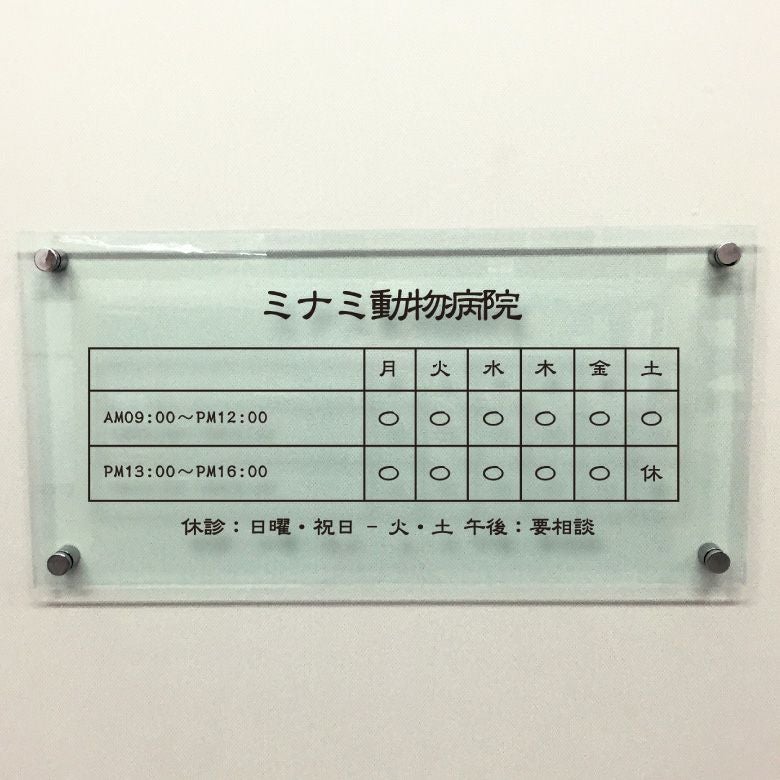 ミナミ動物病院
月 火 水 木 金 土
AM09:00～PM12:00 ○ ○ ○ ○ ○ ○
PM13:00～PM16:00 ○ ○ ○ ○ ○ 休
休診：日曜・祝日 − 火・土 午後：要相談